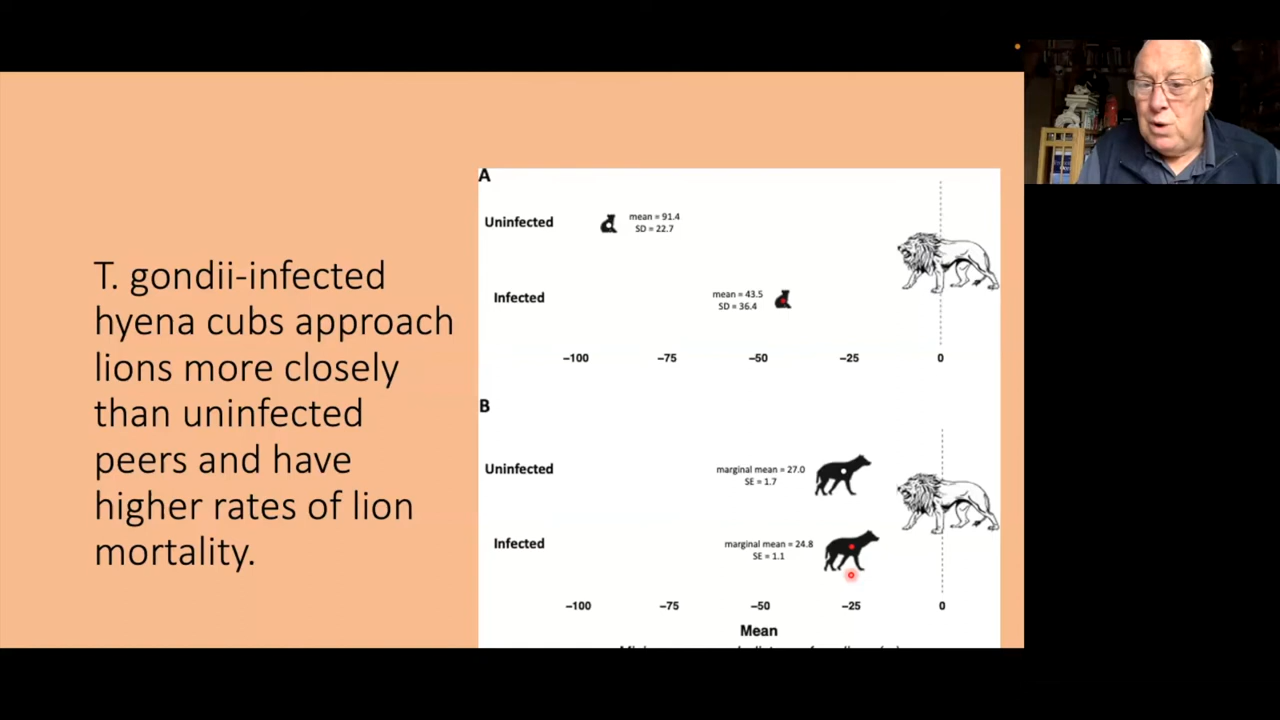 T. gondii-infected
hyena cubs approach
lions more closely
than uninfected
peers and have
higher rates of lion
mortality.
A
Uninfected
mean = 91.4
SD = 22.7
Infected
mean = 43.5
SD = 36.4
−100 −75 −50 −25 0
B
Uninfected
marginal mean = 27.0
SE = 1.7
Infected
marginal mean = 24.8
SE = 1.1
−100 −75 −50 −25 0
Mean